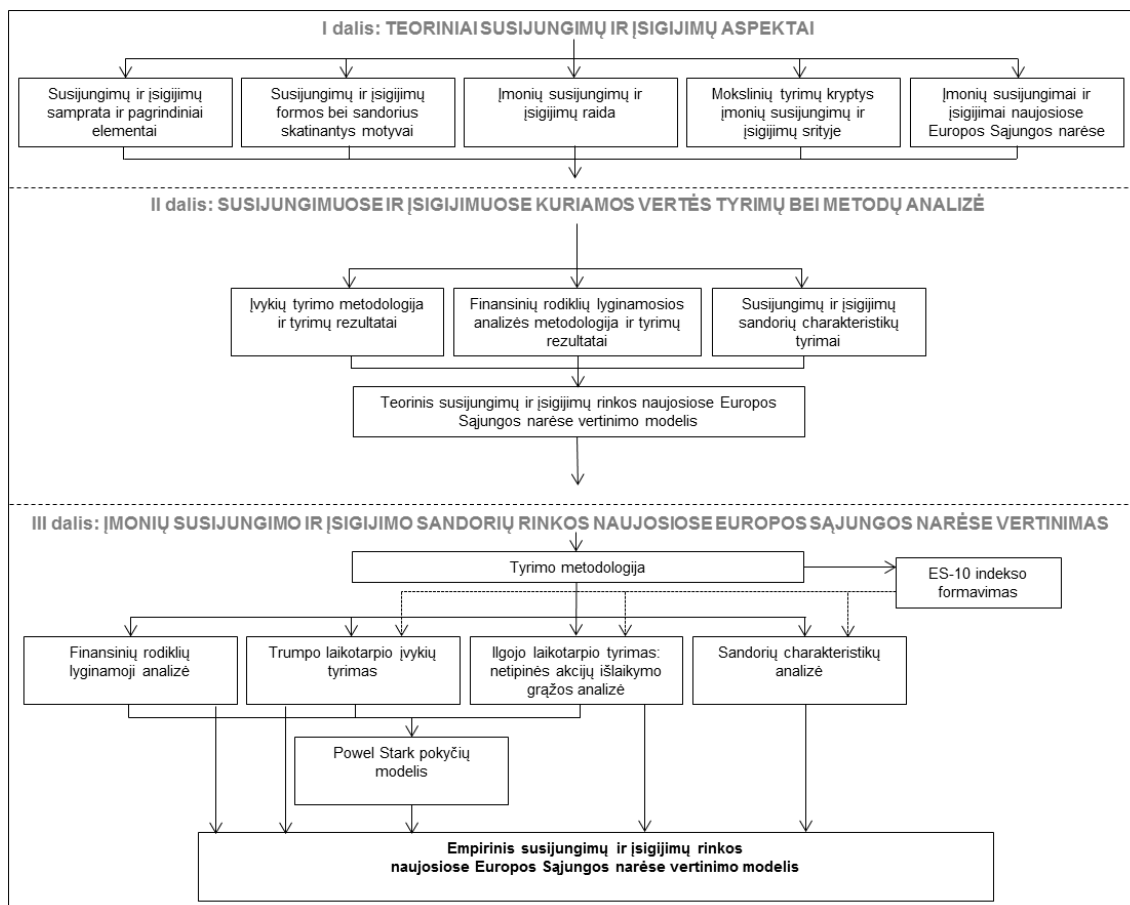 I dalis: TEORINIAI SUSIJUNGIMŲ IR ĮSIGIJIMŲ ASPEKTAI
Susijungimų ir įsigijimų
samprata ir pagrindiniai
elementai
Susijungimų ir įsigijimų
formos bei sandorius
skatinantys motyvai
Įmonių susijungimų ir
įsigijimų raida
Mokslinių tyrimų kryptys
įmonių susijungimų ir
įsigijimų srityje
Įmonių susijungimai ir
įsigijimai naujosiose
Europos Sąjungos narėse
II dalis: SUSIJUNGIMUOSE IR ĮSIGIJIMUOSE KURIAMOS VERTĖS TYRIMŲ BEI METODŲ ANALIZĖ
Įvykių tyrimo metodologija
ir tyrimų rezultatai
Finansinių rodiklių lyginamosios
analizės metodologija ir tyrimų
rezultatai
Susijungimų ir įsigijimų
sandorių charakteristikų
tyrimai
Teorinis susijungimų ir įsigijimų rinkos naujosiose Europos
Sąjungos narėse vertinimo modelis
III dalis: ĮMONIŲ SUSIJUNGIMO IR ĮSIGIJIMO SANDORIŲ RINKOS NAUJOSIOSE EUROPOS SĄJUNGOS NARĖSE VERTINIMAS
Tyrimo metodologija
ES-10 indekso
formavimas
Finansinių rodiklių
lyginamoji analizė
Trumpo laikotarpio įvykių
tyrimas
Ilgojo laikotarpio tyrimas:
netipinės akcijų išlaikymo
grąžos analizė
Sandorių charakteristikų
analizė
Powel Stark pokyčių
modelis
Empirinis susijungimų ir įsigijimų rinkos
naujosiose Europos Sąjungos narėse vertinimo modelis